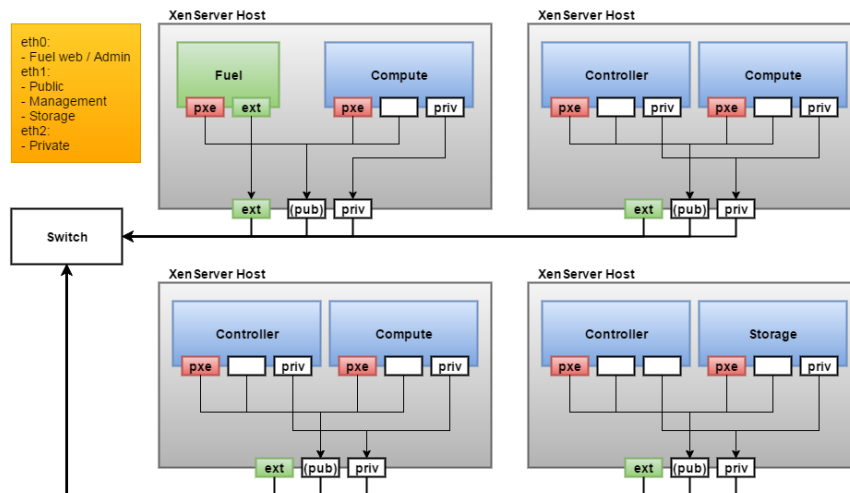 eth0:
- Fuel web / Admin
eth1:
- Public
- Management
- Storage
eth2:
- Private
XenServer Host
Fuel
pxe
ext
Compute
pxe
priv
ext
(pub)
priv
XenServer Host
Controller
pxe
priv
Compute
pxe
priv
ext
(pub)
priv
Switch
XenServer Host
Controller
pxe
priv
Compute
pxe
priv
ext
(pub)
priv
XenServer Host
Controller
pxe
Storage
pxe
priv
ext
(pub)
priv